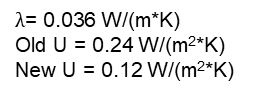 λ= 0.036 W/(m*K)
Old U = 0.24 W/(m²*K)
New U = 0.12 W/(m²*K)